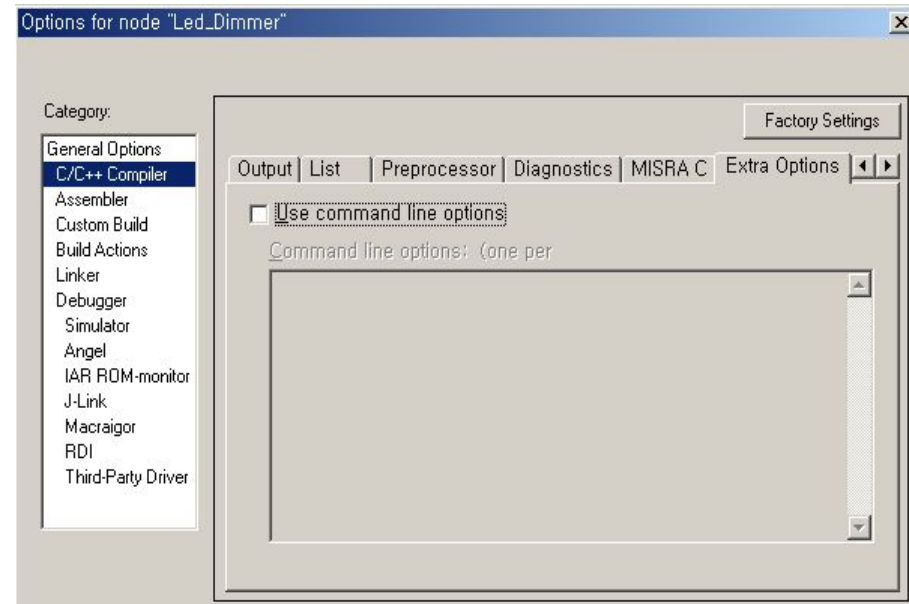 Options for node "Led_Dimmer"
Category:
Factory Settings
General Options
C/C++ Compiler
Assembler
Custom Build
Build Actions
Linker
Debugger
Simulator
Angel
IAR ROM-monitor
J-Link
Macraigor
RDI
Third-Party Driver
Output List Preprocessor Diagnostics MISRA C Extra Options
Use command line options
Command line options: (one per